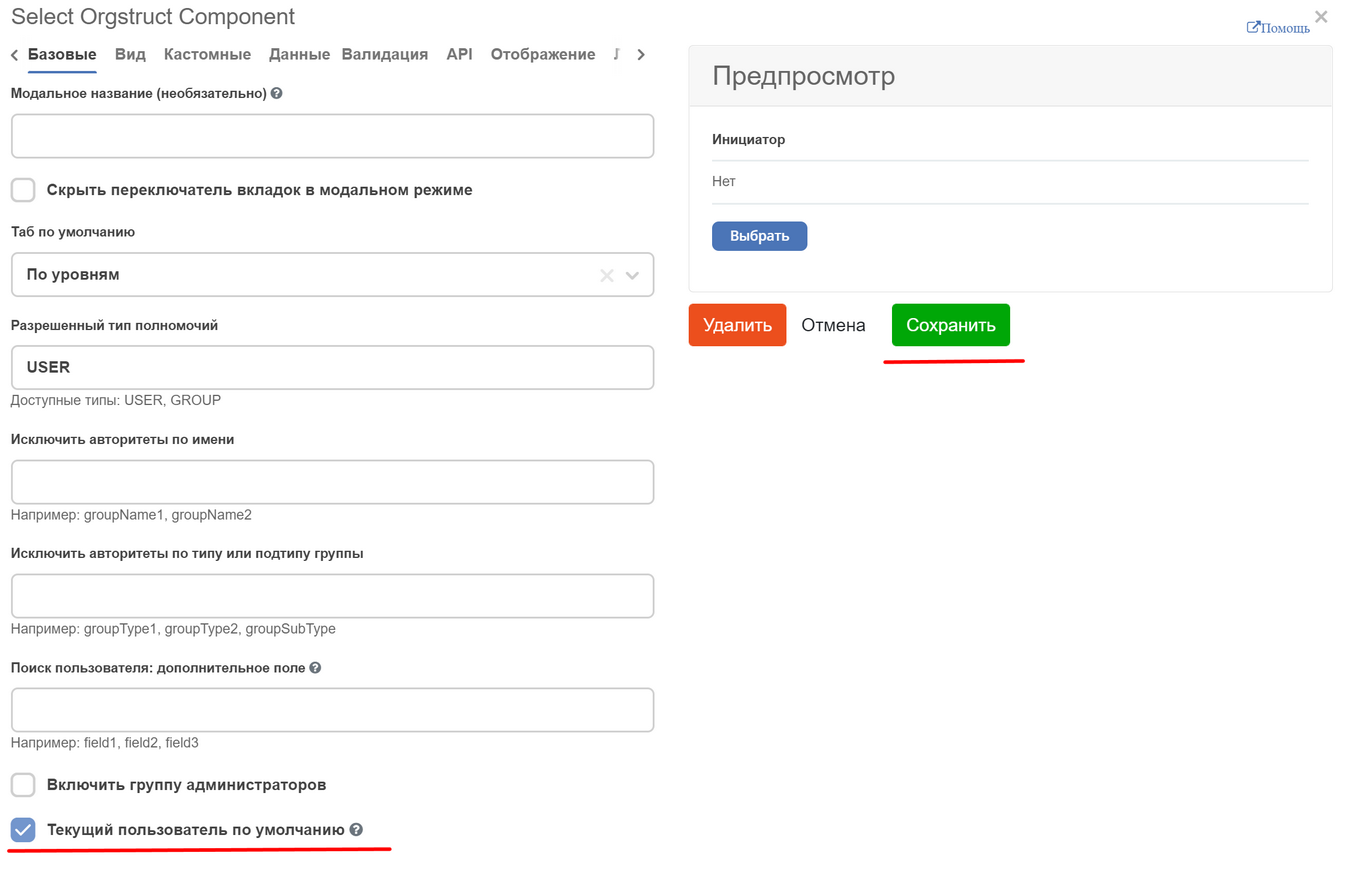 Select Orgstruct Component
Помощь
Базовые Вид Кастомные Данные Валидация API Отображение
Модальное название (необязательно)
Скрыть переключатель вкладок в модальном режиме
Таб по умолчанию
По уровням
Разрешенный тип полномочий
USER
Доступные типы: USER, GROUP
Исключить авторитеты по имени
Например: groupName1, groupName2
Исключить авторитеты по типу или подтипу группы
Например: groupType1, groupType2, groupSubType
Поиск пользователя: дополнительное поле
Например: field1, field2, field3
Включить группу администраторов
Текущий пользователь по умолчанию
Предпросмотр
Инициатор
Нет
Выбрать
Удалить Отмена Сохранить